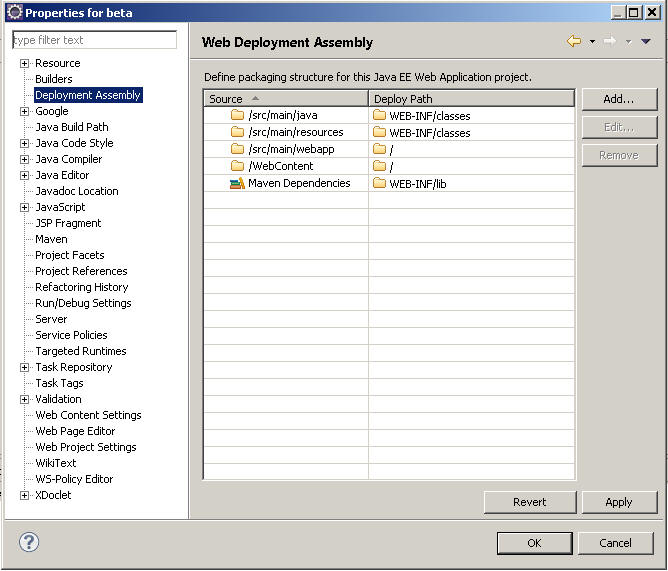 Properties for beta
type filter text
Resource
Builders
Deployment Assembly
Google
Java Build Path
Java Code Style
Java Compiler
Java Editor
Javadoc Location
JavaScript
JSP Fragment
Maven
Project Facets
Project References
Refactoring History
Run/Debug Settings
Server
Service Policies
Targeted Runtimes
Task Repository
Task Tags
Validation
Web Content Settings
Web Page Editor
Web Project Settings
WikiText
WS-Policy Editor
XDoclet
Web Deployment Assembly
Define packaging structure for this Java EE Web Application project.
Source Deploy Path
/src/main/java WEB-INF/classes
/src/main/resources WEB-INF/classes
/src/main/webapp /
/WebContent /
Maven Dependencies WEB-INF/lib
Add...
Edit...
Remove
Revert Apply
? OK Cancel